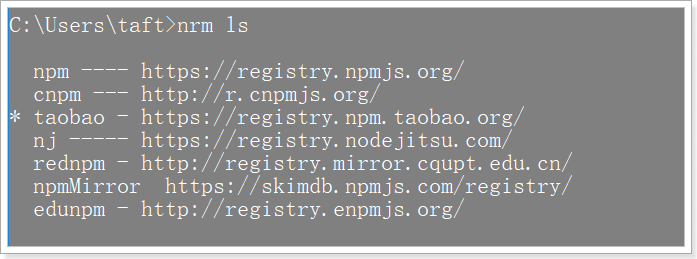 C:\Users\taft>nrm ls
npm ---- https://registry.npmjs.org/
cnpm --- http://r.cnpmjs.org/
* taobao - https://registry.npm.taobao.org/
nj ----- https://registry.nodejitsu.com/
rednpm - http://registry.mirror.cqupt.edu.cn/
npmMirror  https://skimdb.npmjs.com/registry/
edunpm - http://registry.enpmjs.org/